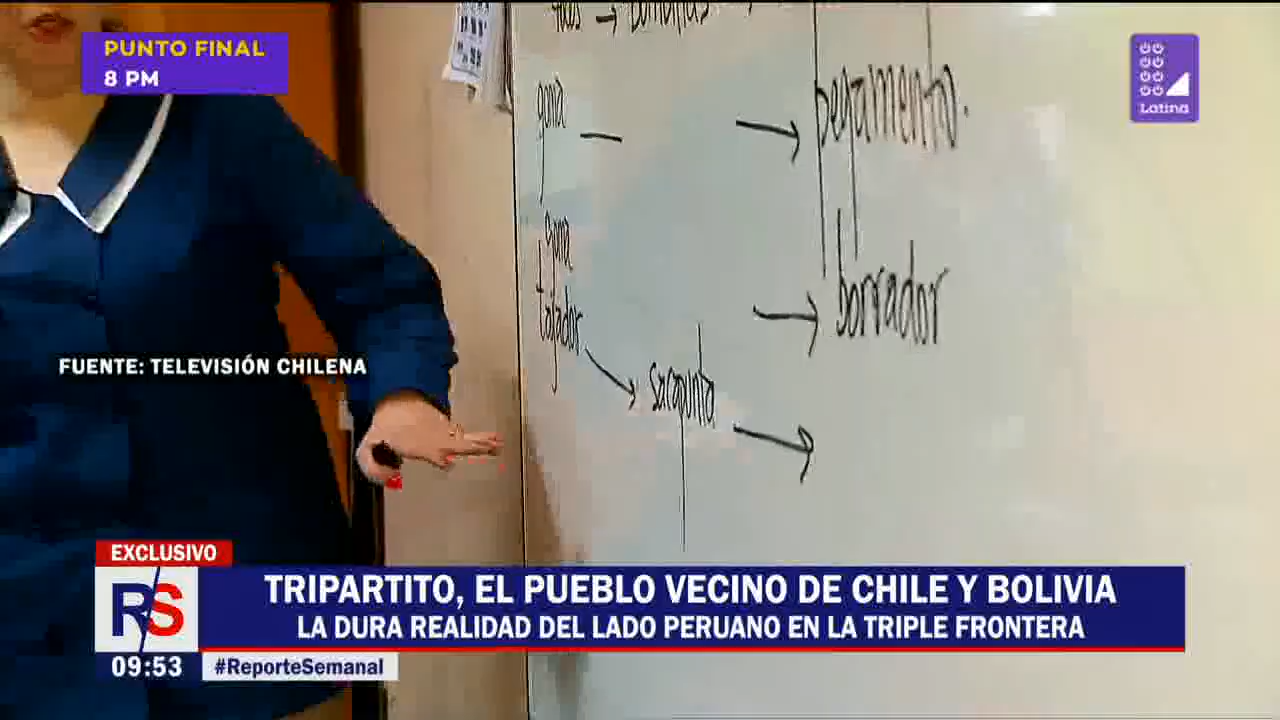 PUNTO FINAL
8 PM
Latina
goma → pegamento.
goma → borrador
tajador → sacapunta →
FUENTE: TELEVISIÓN CHILENA
EXCLUSIVO
RS
TRIPARTITO, EL PUEBLO VECINO DE CHILE Y BOLIVIA
LA DURA REALIDAD DEL LADO PERUANO EN LA TRIPLE FRONTERA
09:53
#ReporteSemanal